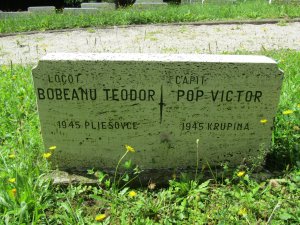 LOCOT. CAPIT.
BOBEANU TEODOR POP VICTOR
1945 PLIEŠOVCE 1945 KRUPINA